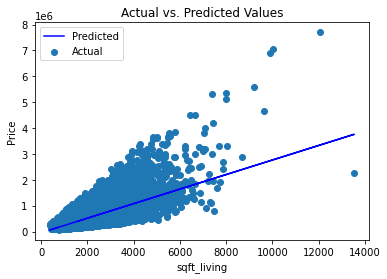 Actual vs. Predicted Values
1e6
Predicted
Actual
8
7
6
5
4
3
2
1
0
Price
0 2000 4000 6000 8000 10000 12000 14000
sqft_living